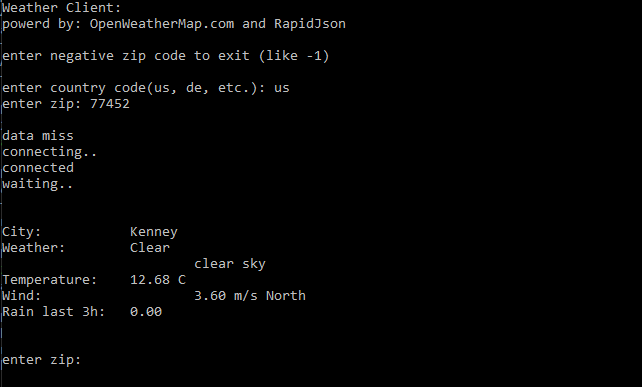 Weather Client:
powerd by: OpenWeatherMap.com and RapidJson
enter negative zip code to exit (like -1)
enter country code(us, de, etc.): us
enter zip: 77452
data miss
connecting..
connected
waiting..
City: Kenney
Weather: Clear
clear sky
Temperature: 12.68 C
Wind: 3.60 m/s North
Rain last 3h: 0.00
enter zip: